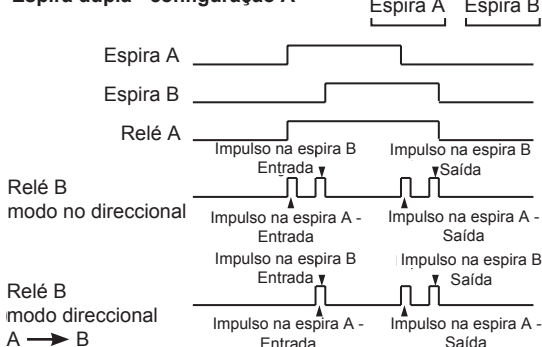 Espira dupla - configuração A
Espira A Espira B
Espira A
Espira B
Relé A
Impulso na espira B
Entrada
Impulso na espira B
Saída
Relé B
modo no direccional
Impulso na espira A -
Entrada
Impulso na espira A -
Saída
Impulso na espira B
Entrada
Impulso na espira B
Saída
Relé B
modo direccional
A → B
Impulso na espira A -
Entrada
Impulso na espira A -
Saída